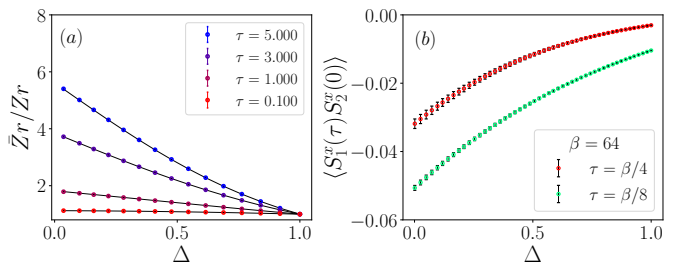 (a)
τ = 5.000
τ = 3.000
τ = 1.000
τ = 0.100
Z̄r/Zr
8
6
4
2
0.0
0.5
1.0
Δ
(b)
⟨S₁ˣ(τ)S₂ˣ(0)⟩
0.00
−0.02
−0.04
−0.06
β = 64
τ = β/4
τ = β/8
0.0
0.5
1.0
Δ